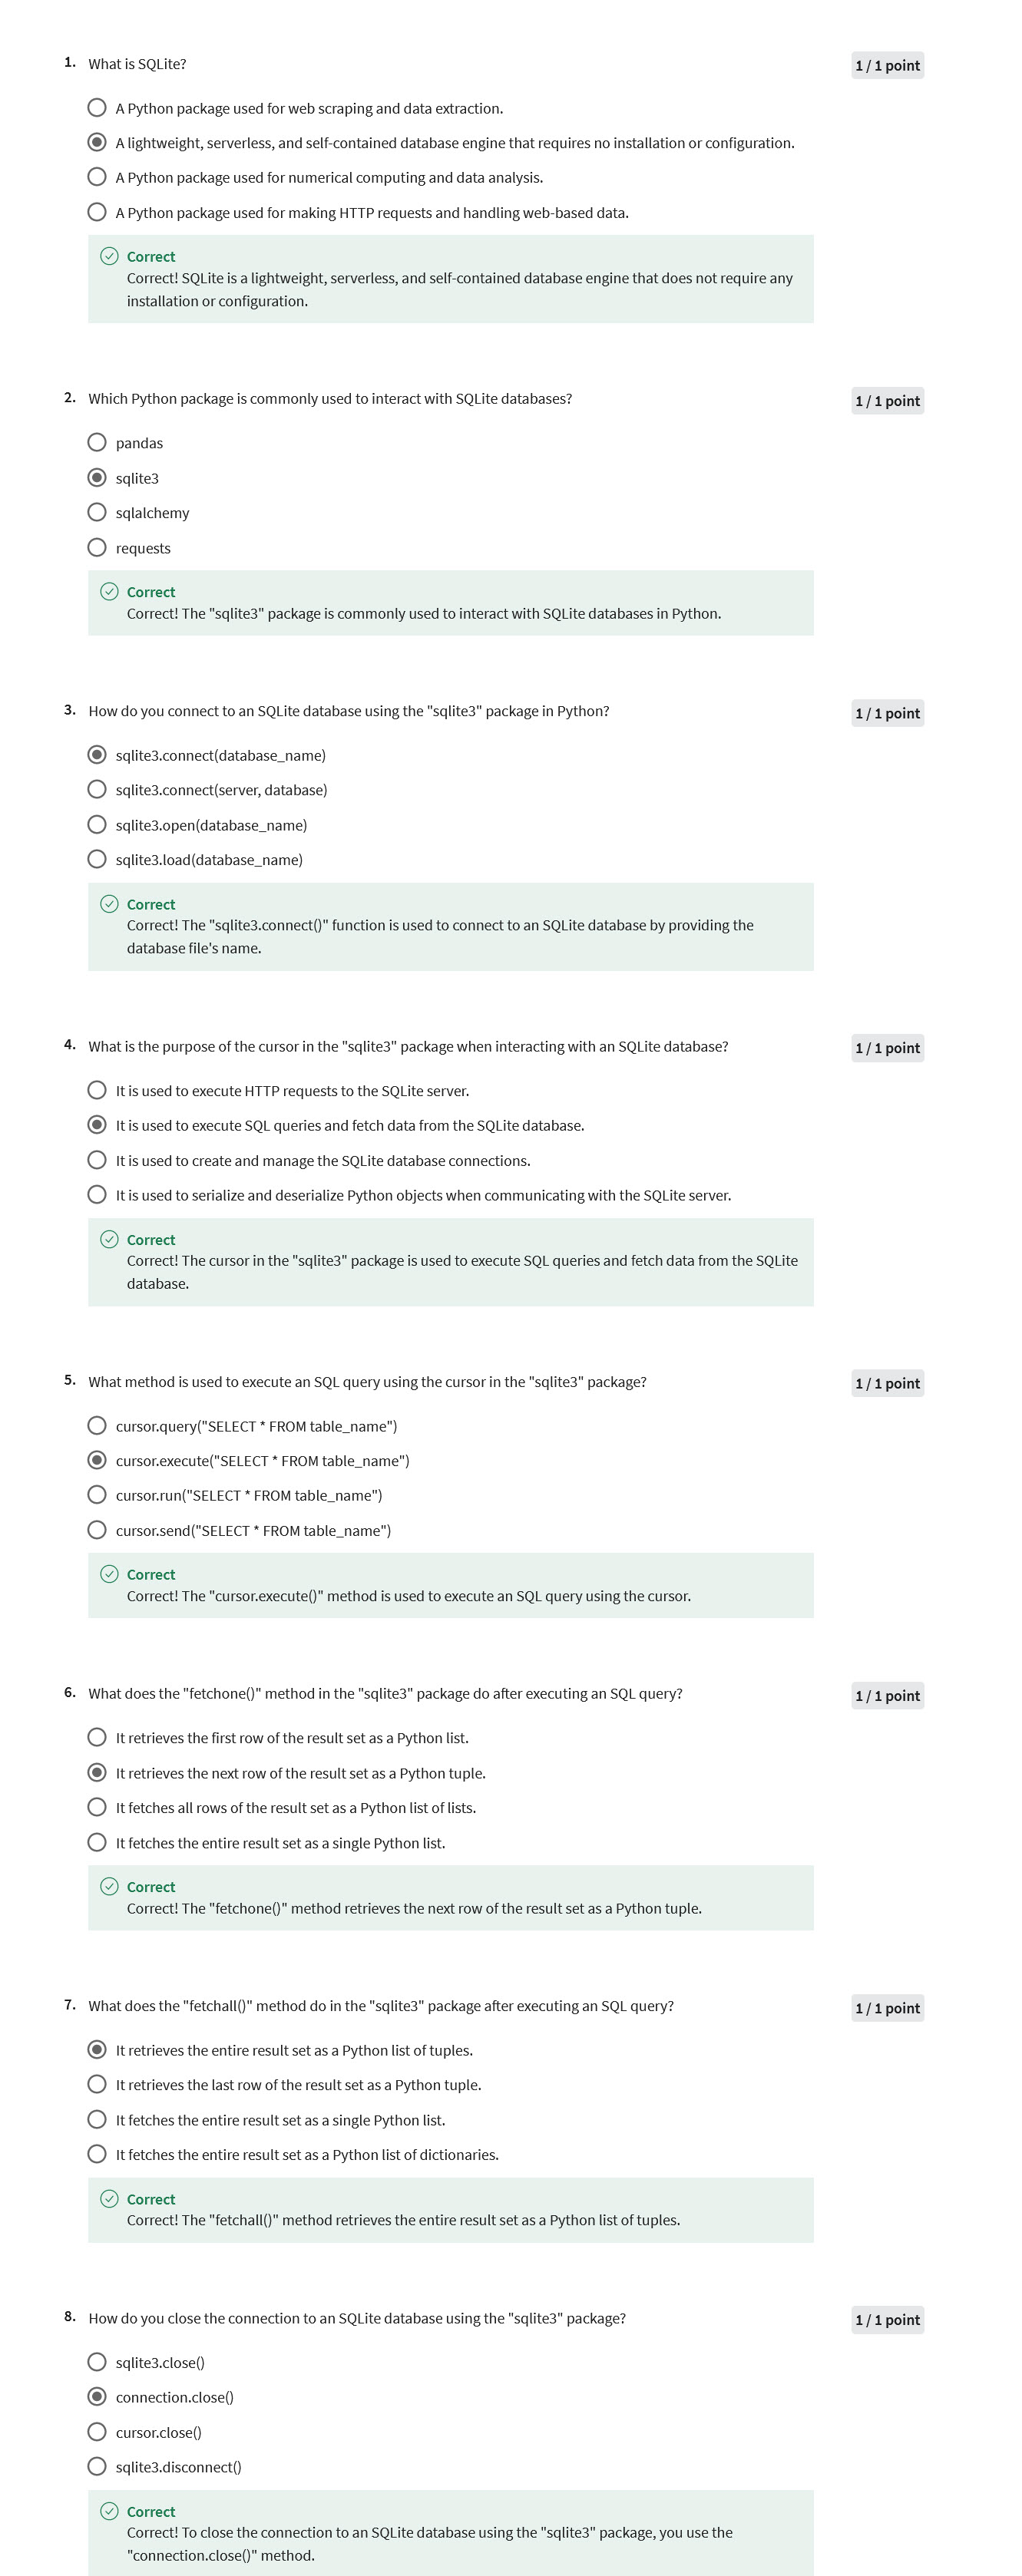 1. What is SQLite?
1 / 1 point
A Python package used for web scraping and data extraction.
A lightweight, serverless, and self-contained database engine that requires no installation or configuration.
A Python package used for numerical computing and data analysis.
A Python package used for making HTTP requests and handling web-based data.
Correct
Correct! SQLite is a lightweight, serverless, and self-contained database engine that does not require any
installation or configuration.
2. Which Python package is commonly used to interact with SQLite databases?
1 / 1 point
pandas
sqlite3
sqlalchemy
requests
Correct
Correct! The "sqlite3" package is commonly used to interact with SQLite databases in Python.
3. How do you connect to an SQLite database using the "sqlite3" package in Python?
1 / 1 point
sqlite3.connect(database_name)
sqlite3.connect(server, database)
sqlite3.open(database_name)
sqlite3.load(database_name)
Correct
Correct! The "sqlite3.connect()" function is used to connect to an SQLite database by providing the
database file's name.
4. What is the purpose of the cursor in the "sqlite3" package when interacting with an SQLite database?
1 / 1 point
It is used to execute HTTP requests to the SQLite server.
It is used to execute SQL queries and fetch data from the SQLite database.
It is used to create and manage the SQLite database connections.
It is used to serialize and deserialize Python objects when communicating with the SQLite server.
Correct
Correct! The cursor in the "sqlite3" package is used to execute SQL queries and fetch data from the SQLite
database.
5. What method is used to execute an SQL query using the cursor in the "sqlite3" package?
1 / 1 point
cursor.query("SELECT * FROM table_name")
cursor.execute("SELECT * FROM table_name")
cursor.run("SELECT * FROM table_name")
cursor.send("SELECT * FROM table_name")
Correct
Correct! The "cursor.execute()" method is used to execute an SQL query using the cursor.
6. What does the "fetchone()" method in the "sqlite3" package do after executing an SQL query?
1 / 1 point
It retrieves the first row of the result set as a Python list.
It retrieves the next row of the result set as a Python tuple.
It fetches all rows of the result set as a Python list of lists.
It fetches the entire result set as a single Python list.
Correct
Correct! The "fetchone()" method retrieves the next row of the result set as a Python tuple.
7. What does the "fetchall()" method do in the "sqlite3" package after executing an SQL query?
1 / 1 point
It retrieves the entire result set as a Python list of tuples.
It retrieves the last row of the result set as a Python tuple.
It fetches the entire result set as a single Python list.
It fetches the entire result set as a Python list of dictionaries.
Correct
Correct! The "fetchall()" method retrieves the entire result set as a Python list of tuples.
8. How do you close the connection to an SQLite database using the "sqlite3" package?
1 / 1 point
sqlite3.close()
connection.close()
cursor.close()
sqlite3.disconnect()
Correct
Correct! To close the connection to an SQLite database using the "sqlite3" package, you use the
"connection.close()" method.